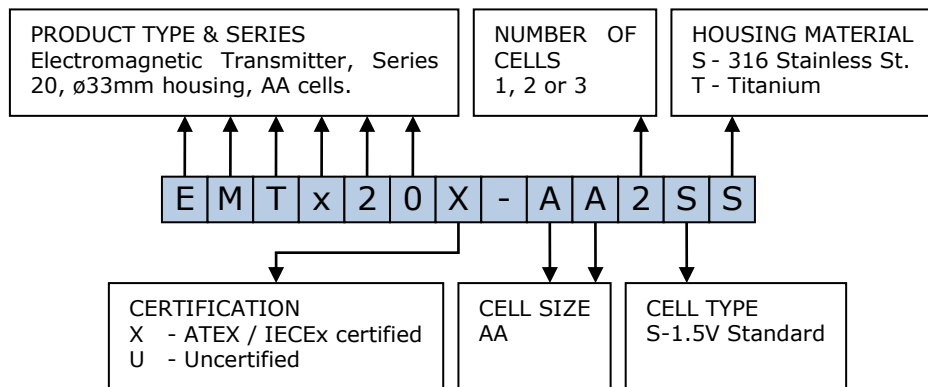 PRODUCT TYPE & SERIES
Electromagnetic Transmitter, Series
20, ø33mm housing, AA cells.
NUMBER OF
CELLS
1, 2 or 3
HOUSING MATERIAL
S - 316 Stainless St.
T - Titanium
E M T x 2 0 X - A A 2 S S
CERTIFICATION
X - ATEX / IECEx certified
U - Uncertified
CELL SIZE
AA
CELL TYPE
S-1.5V Standard